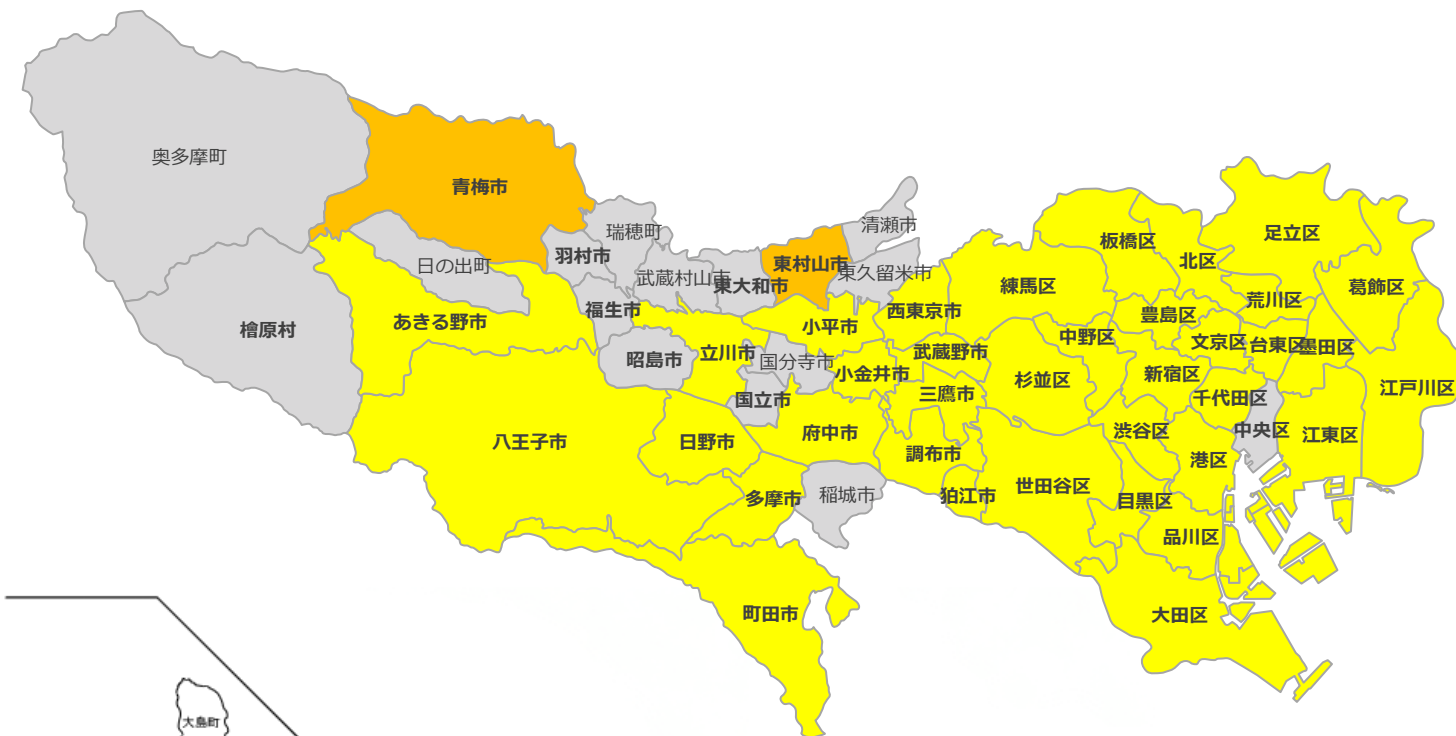 奥多摩町
青梅市
瑞穂町
羽村市
日の出町
武蔵村山市
東大和市
東村山市
清瀬市
東久留米市
檜原村
あきる野市
福生市
昭島市
立川市
国分寺市
国立市
小平市
小金井市
西東京市
武蔵野市
三鷹市
八王子市
日野市
府中市
調布市
多摩市
稲城市
狛江市
町田市
練馬区
板橋区
北区
足立区
葛飾区
荒川区
豊島区
中野区
杉並区
文京区
台東区
墨田区
新宿区
千代田区
江戸川区
渋谷区
中央区
江東区
港区
世田谷区
目黒区
品川区
大田区
大島町